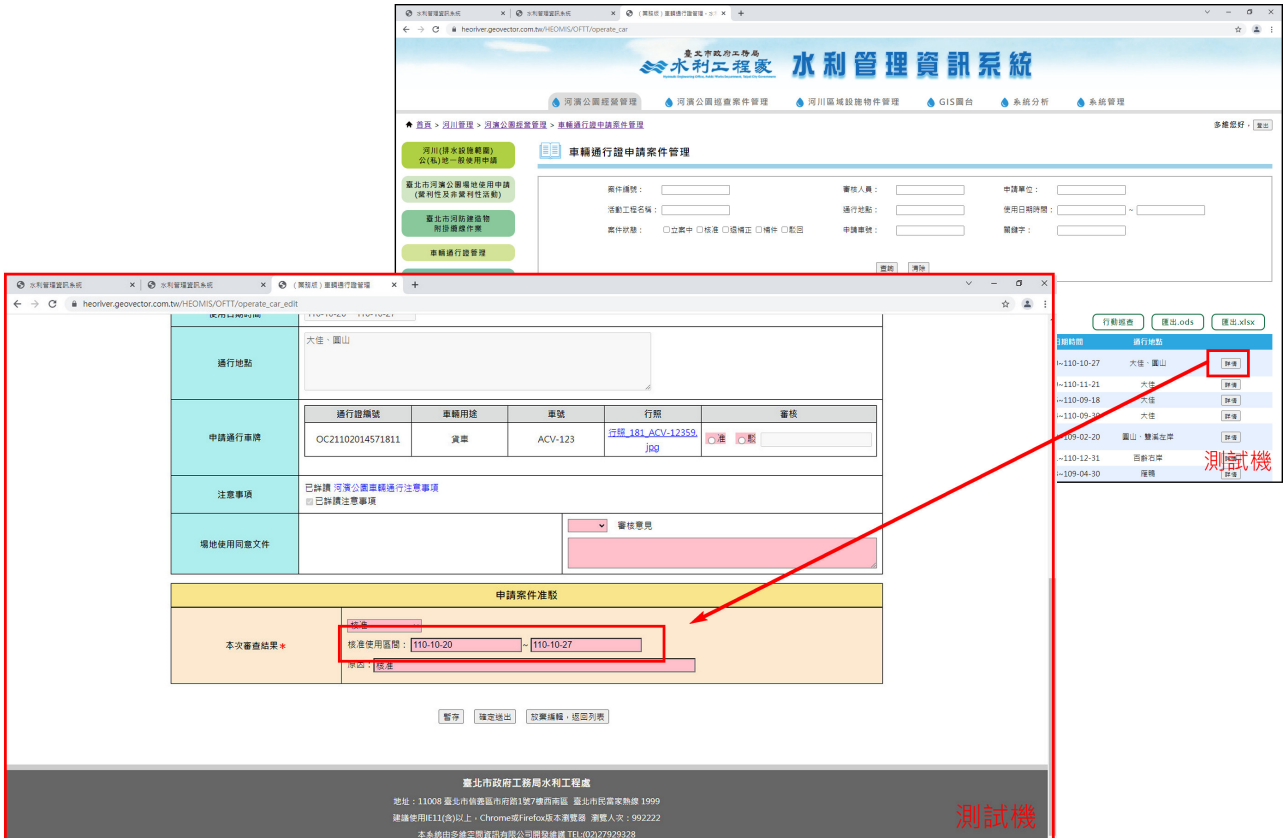 水利管理資訊系統
水利管理資訊系統
(業務版)車輛通行證管理-水利
heoriver.geovector.com.tw/HEOMIS/OFTT/operate_car
臺北市政府工務局
水利工程處 水利管理資訊系統
河濱公園經營管理 河濱公園巡查案件管理 河川區域設施物件管理 GIS圖台 系統分析 系統管理
首頁 > 河川管理 > 河濱公園經營管理 > 車輛通行證申請案件管理
多維您好, 登出
河川(排水設施範圍)
公(私)地一般使用申請
臺北市河濱公園場地使用申請
(營利性及非營利性活動)
臺北市河防建造物
附掛纜線作業
車輛通行證管理
車輛通行證申請案件管理
案件編號: 審核人員: 申請單位:
活動工程名稱: 通行地點: 使用日期時間: ~
案件狀態: 立案中 核准 退補正 補件 駁回 申請車號: 關鍵字:
查詢 清除
行動巡查 匯出.ods 匯出.xlsx
日期時間 通行地點
~110-10-27 大佳、圓山 詳情
~110-11-21 大佳 詳情
~110-09-18 大佳 詳情
~110-09-30 大佳 詳情
~109-02-20 圓山、雙溪左岸 詳情
~110-12-31 百齡右岸 詳情
~109-04-30 雁鴨 詳情
測試機
水利管理資訊系統
水利管理資訊系統
(業務版)車輛通行證管理
heoriver.geovector.com.tw/HEOMIS/OFTT/operate_car_edit
使用日期時間 110-10-20 ~ 110-10-27
通行地點 大佳、圓山
申請通行車牌
通行證編號 車輛用途 車號 行照 審核
OC21102014571811 貨車 ACV-123 行照_181_ACV-12359.jpg 准 駁
注意事項
已詳讀 河濱公園車輛通行注意事項
已詳讀注意事項
場地使用同意文件 審核意見
申請案件准駁
本次審查結果*
核准
核准使用區間: 110-10-20 ~ 110-10-27
原因: 核准
暫存 確定送出 放棄編輯,返回列表
臺北市政府工務局水利工程處
地址:11008 臺北市信義區市府路1號7樓西南區 臺北市民當家熱線 1999
建議使用IE11(含)以上,Chrome或Firefox版本瀏覽器 瀏覽人次:992222
本系統由多維空間資訊有限公司開發維護 TEL:(02)27929328
測試機